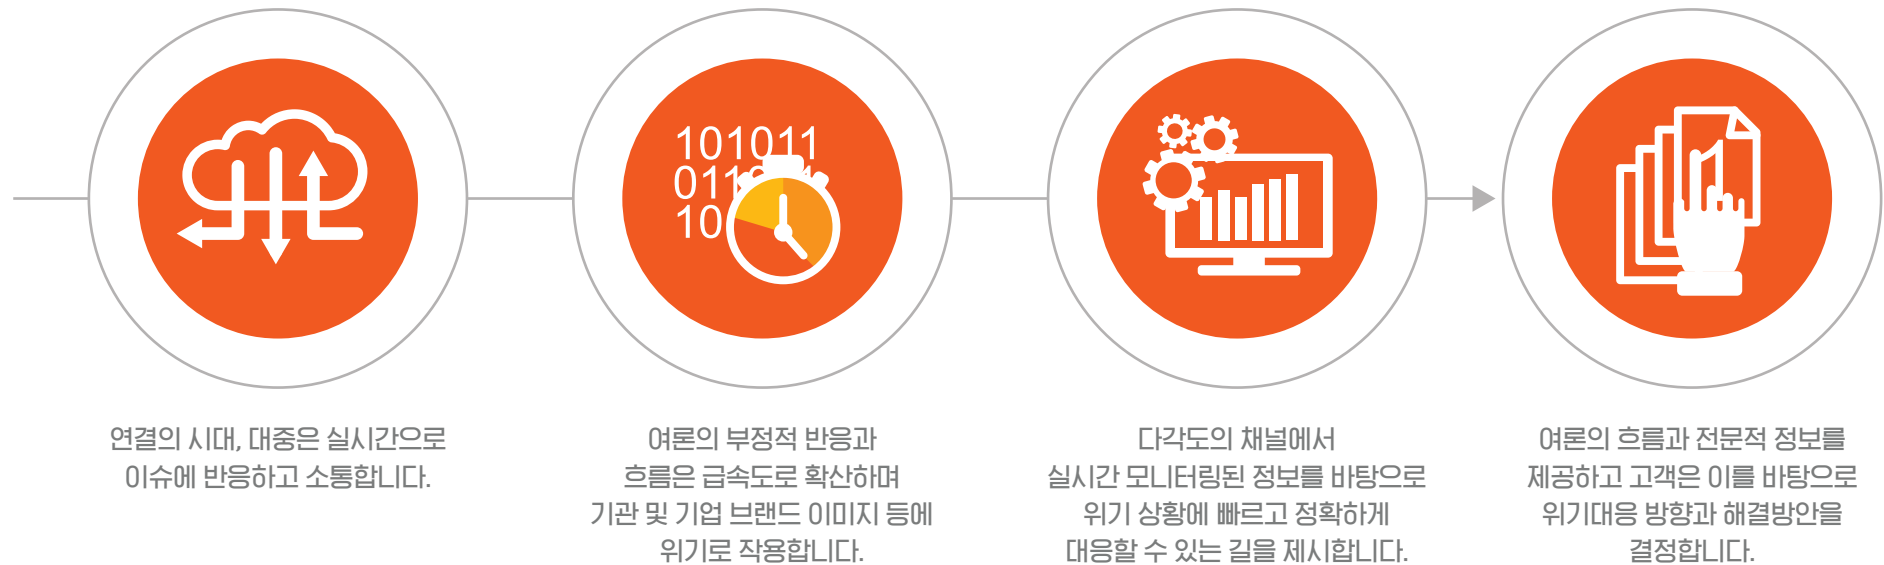 101011
011
10
연결의 시대, 대중은 실시간으로
이슈에 반응하고 소통합니다.
여론의 부정적 반응과
흐름은 급속도로 확산하며
기관 및 기업 브랜드 이미지 등에
위기로 작용합니다.
다각도의 채널에서
실시간 모니터링된 정보를 바탕으로
위기 상황에 빠르고 정확하게
대응할 수 있는 길을 제시합니다.
여론의 흐름과 전문적 정보를
제공하고 고객은 이를 바탕으로
위기대응 방향과 해결방안을
결정합니다.